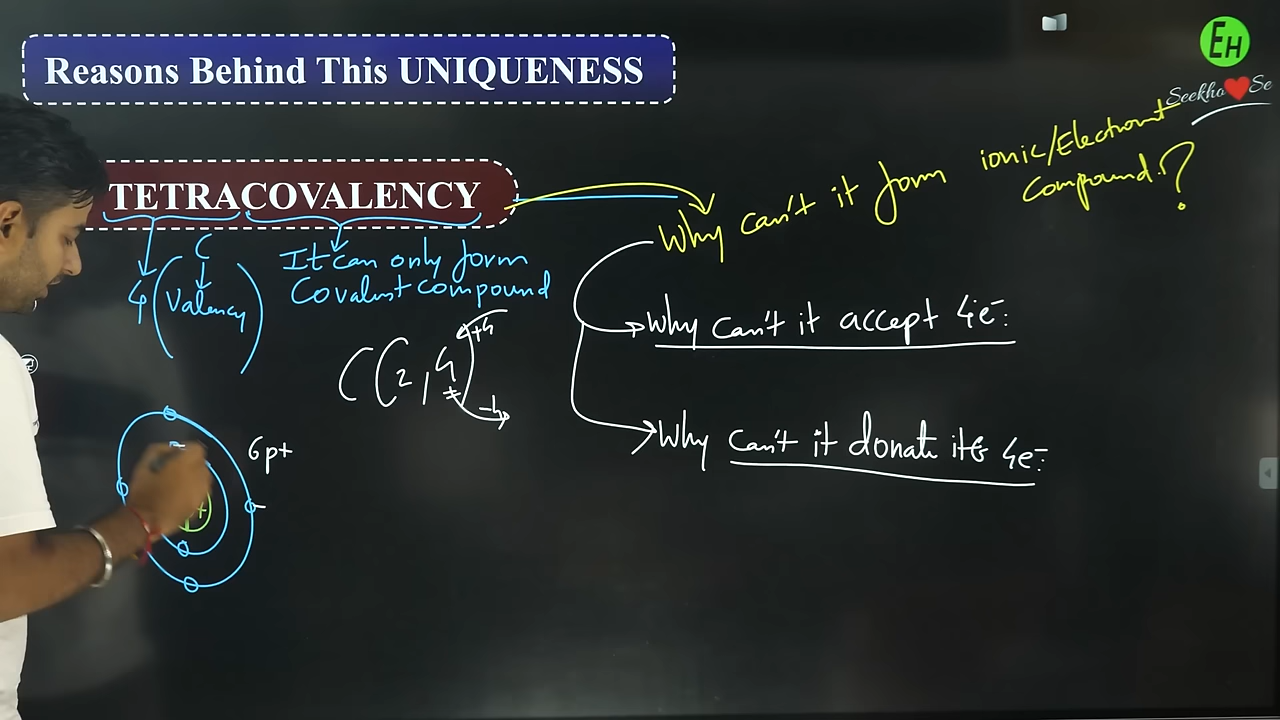 Reasons Behind This UNIQUENESS
EH
Seekho❤Se
TETRACOVALENCY
ionic/Electrovalent
Why can't it form
Compound.?
4 (C Valency)
It can only form
Covalent compound
Why can't it accept 4e⁻:
C(2,4)
+4
-4
Why can't it donate its 4e⁻:
6p+